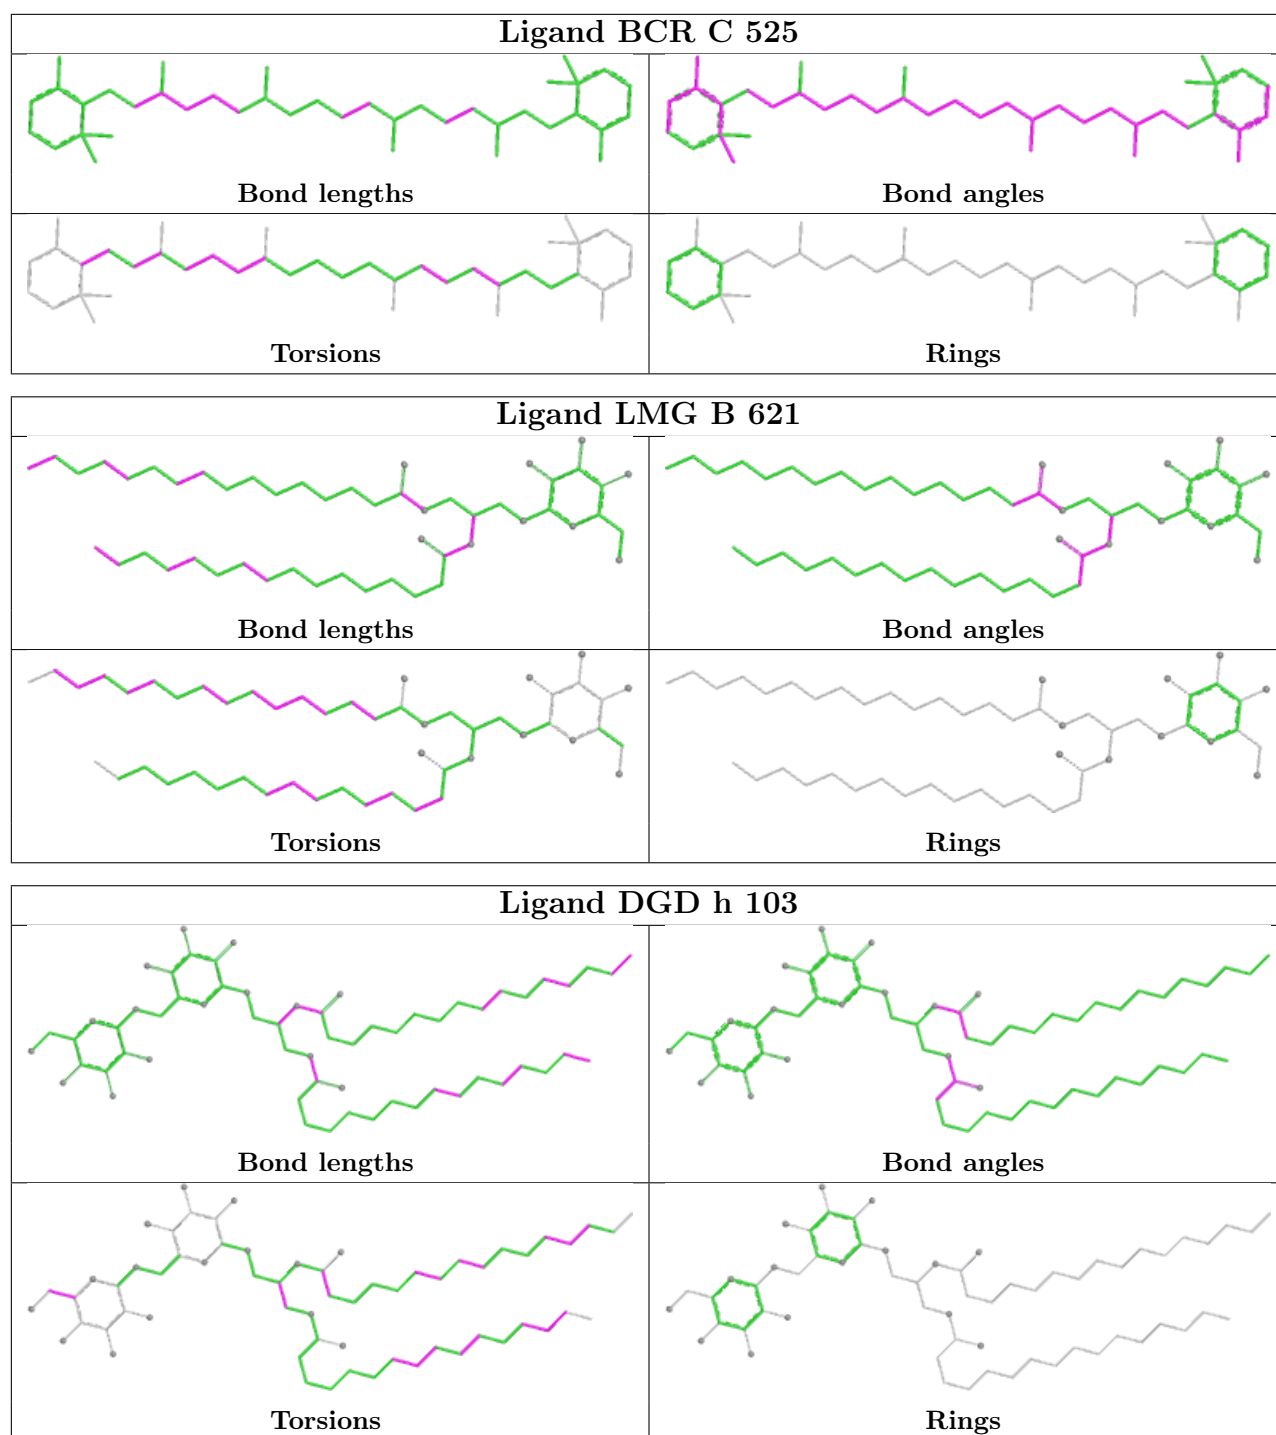 Ligand BCR C 525
Bond lengths
Bond angles
Torsions
Rings
Ligand LMG B 621
Bond lengths
Bond angles
Torsions
Rings
Ligand DGD h 103
Bond lengths
Bond angles
Torsions
Rings